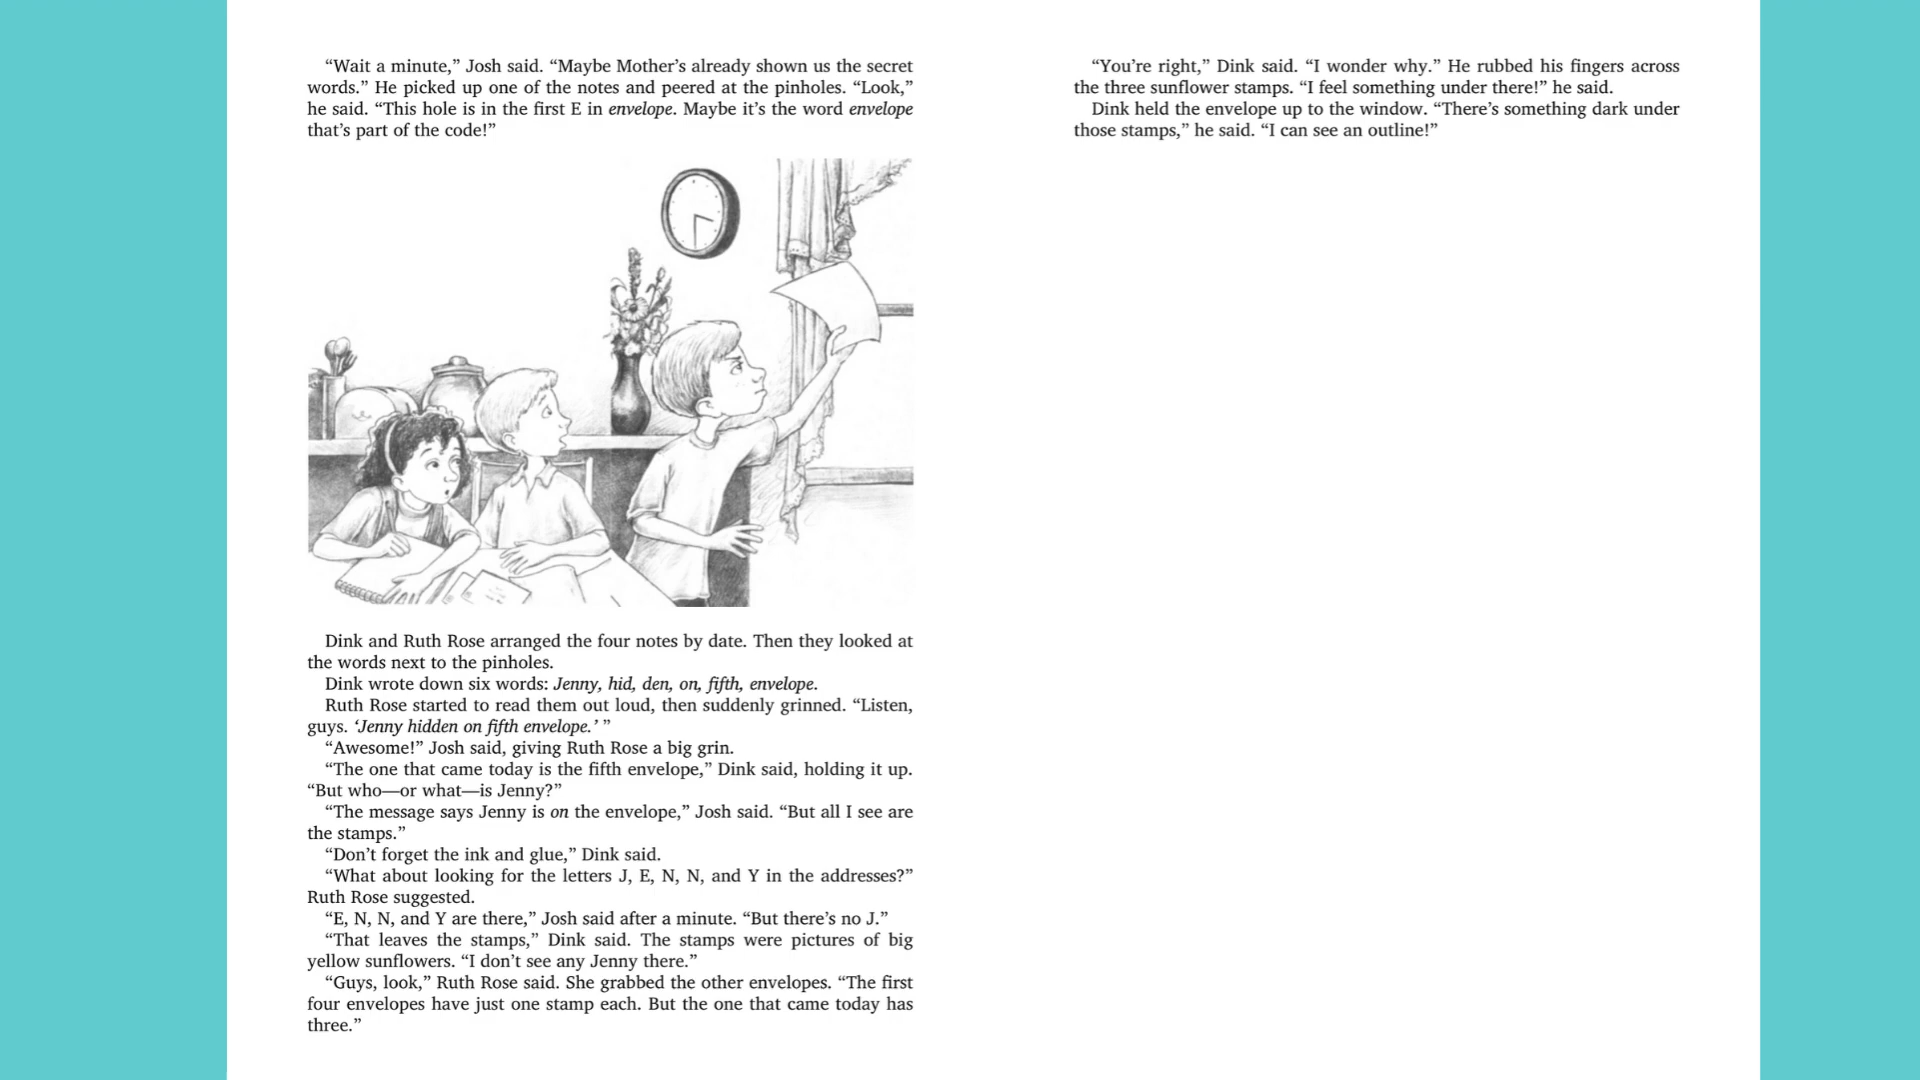 “Wait a minute,” Josh said. “Maybe Mother’s already shown us the secret
words.” He picked up one of the notes and peered at the pinholes. “Look,”
he said. “This hole is in the first E in envelope. Maybe it’s the word envelope
that’s part of the code!”
Dink and Ruth Rose arranged the four notes by date. Then they looked at
the words next to the pinholes.
Dink wrote down six words: Jenny, hid, den, on, fifth, envelope.
Ruth Rose started to read them out loud, then suddenly grinned. “Listen,
guys. ‘Jenny hidden on fifth envelope.’ ”
“Awesome!” Josh said, giving Ruth Rose a big grin.
“The one that came today is the fifth envelope,” Dink said, holding it up.
“But who—or what—is Jenny?”
“The message says Jenny is on the envelope,” Josh said. “But all I see are
the stamps.”
“Don’t forget the ink and glue,” Dink said.
“What about looking for the letters J, E, N, N, and Y in the addresses?”
Ruth Rose suggested.
“E, N, N, and Y are there,” Josh said after a minute. “But there’s no J.”
“That leaves the stamps,” Dink said. The stamps were pictures of big
yellow sunflowers. “I don’t see any Jenny there.”
“Guys, look,” Ruth Rose said. She grabbed the other envelopes. “The first
four envelopes have just one stamp each. But the one that came today has
three.”
“You’re right,” Dink said. “I wonder why.” He rubbed his fingers across
the three sunflower stamps. “I feel something under there!” he said.
Dink held the envelope up to the window. “There’s something dark under
those stamps,” he said. “I can see an outline!”